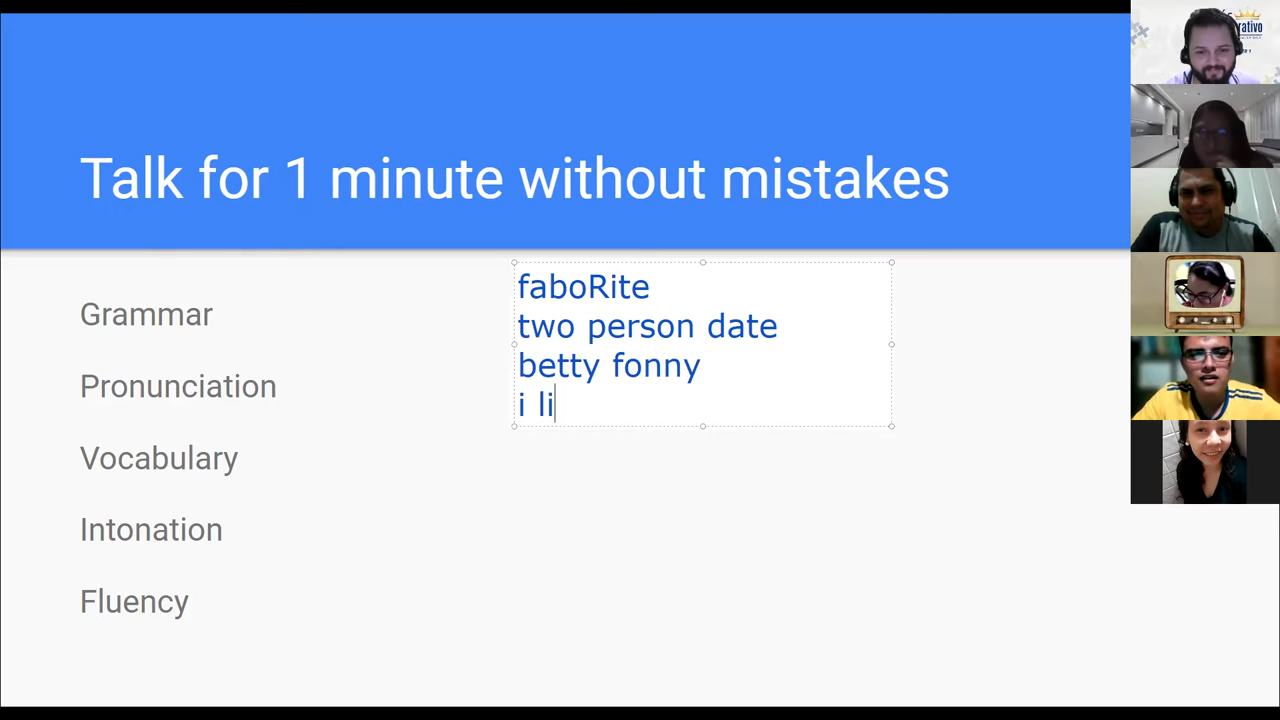 Talk for 1 minute without mistakes
Grammar
Pronunciation
Vocabulary
Intonation
Fluency
faboRite
two person date
betty fonny
i li